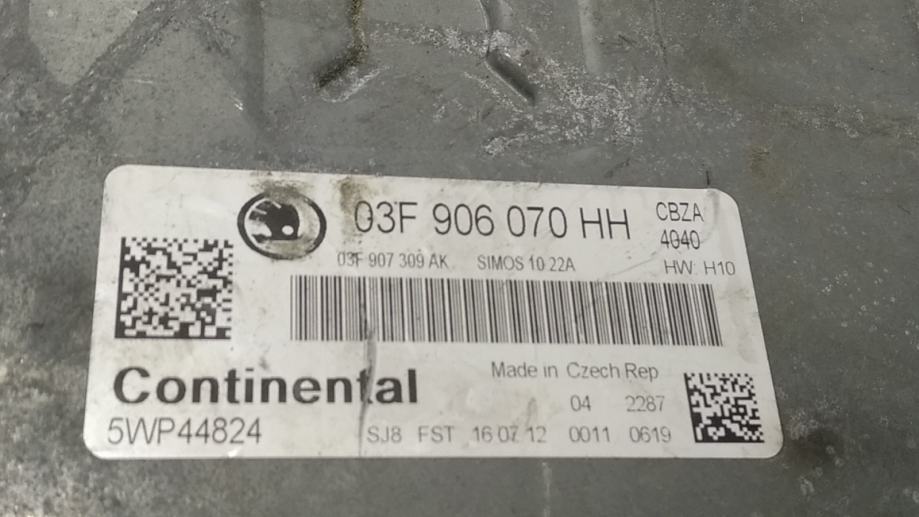 03F 906 070 HH CBZA
4040
03F 907 309 AK SIMOS 10 22A HW: H10
Continental Made in Czech Rep
04 2287
5WP44824 SJ8 FST 16 07 12 0011 0619